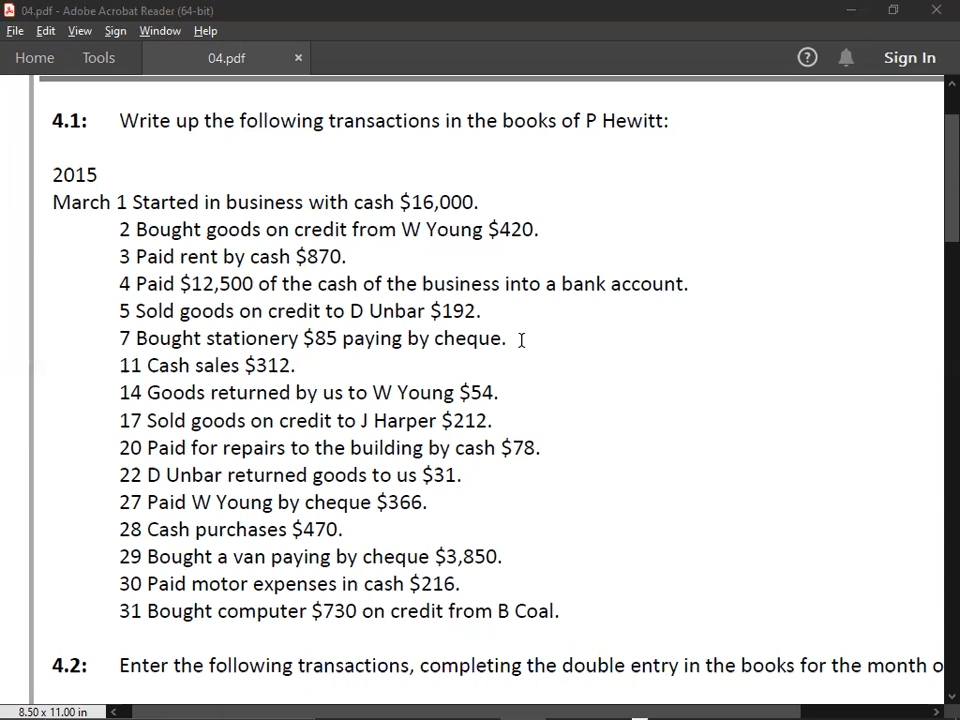 04.pdf - Adobe Acrobat Reader (64-bit)
File Edit View Sign Window Help
Home Tools 04.pdf × ? Sign In
4.1: Write up the following transactions in the books of P Hewitt:
2015
March 1 Started in business with cash $16,000.
2 Bought goods on credit from W Young $420.
3 Paid rent by cash $870.
4 Paid $12,500 of the cash of the business into a bank account.
5 Sold goods on credit to D Unbar $192.
7 Bought stationery $85 paying by cheque.
11 Cash sales $312.
14 Goods returned by us to W Young $54.
17 Sold goods on credit to J Harper $212.
20 Paid for repairs to the building by cash $78.
22 D Unbar returned goods to us $31.
27 Paid W Young by cheque $366.
28 Cash purchases $470.
29 Bought a van paying by cheque $3,850.
30 Paid motor expenses in cash $216.
31 Bought computer $730 on credit from B Coal.
4.2: Enter the following transactions, completing the double entry in the books for the month o
8.50 x 11.00 in